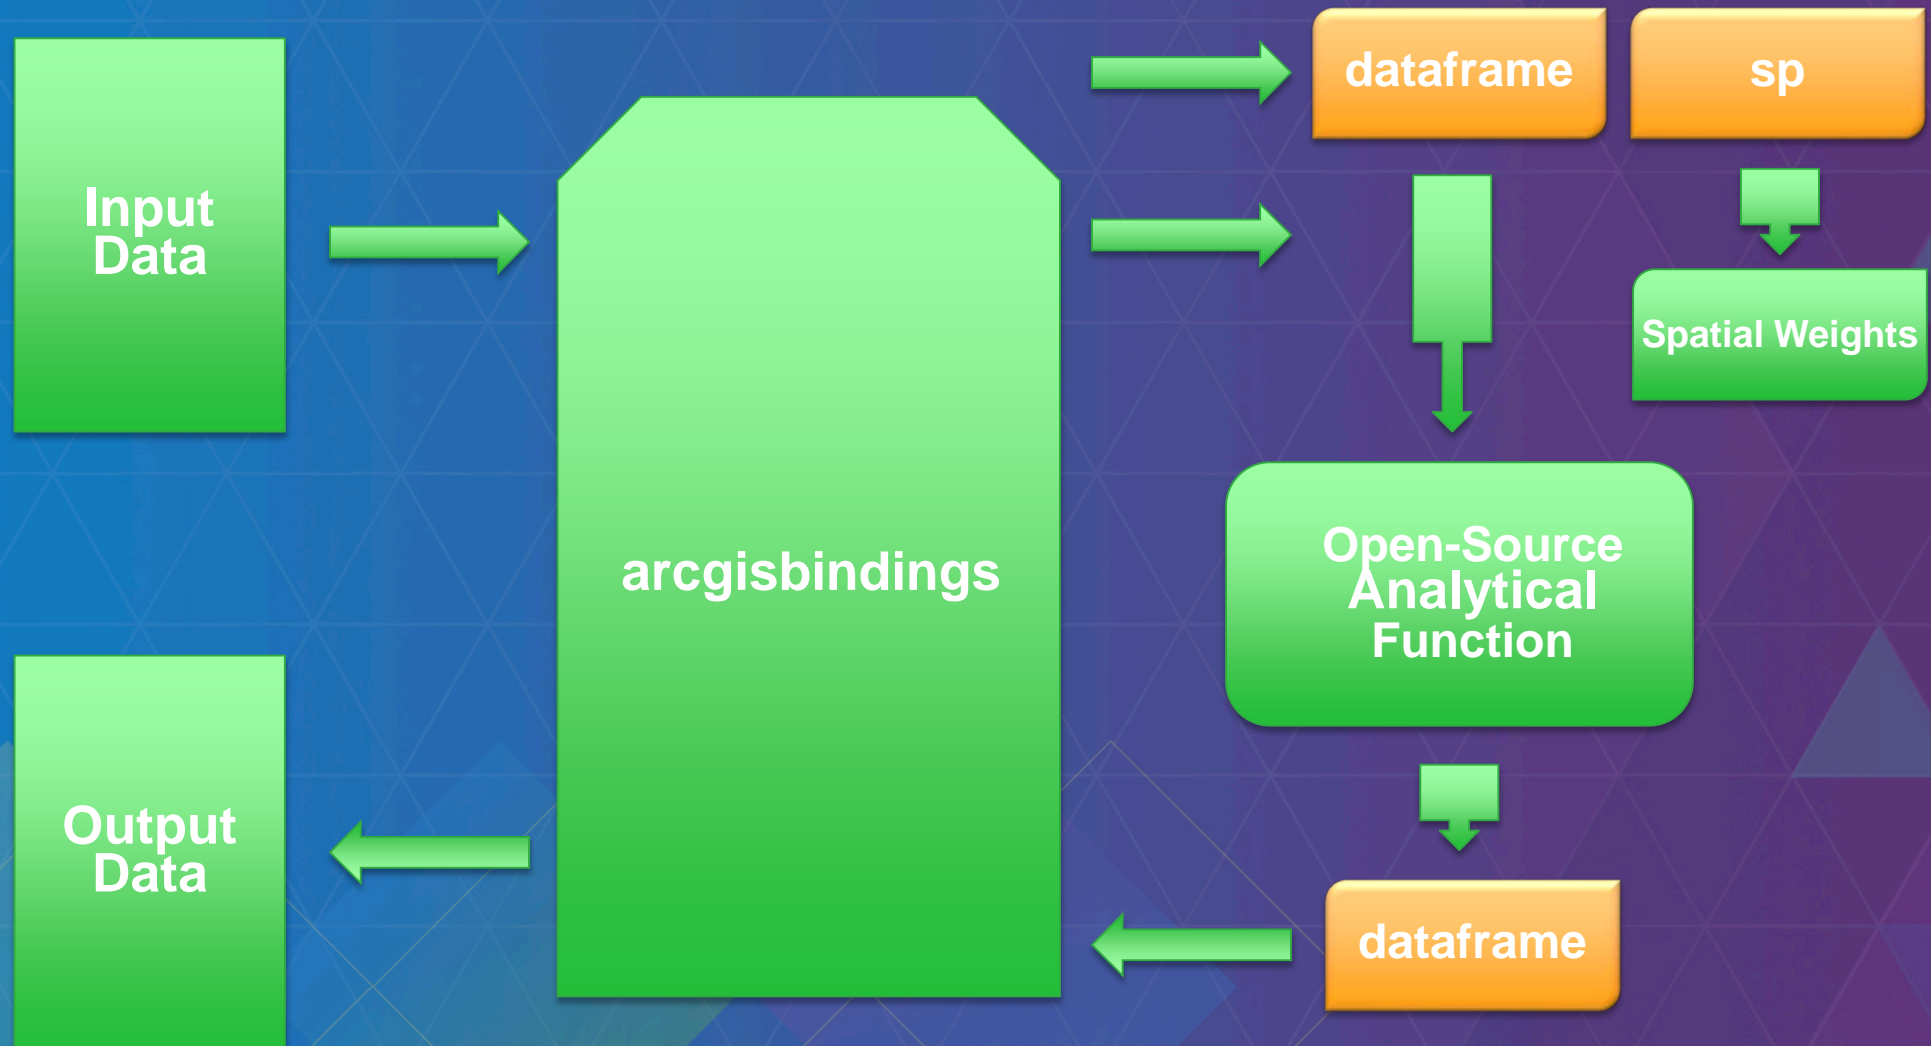 dataframe
sp
Input
Data
Spatial Weights
arcgisbindings
Open-Source
Analytical
Function
Output
Data
dataframe